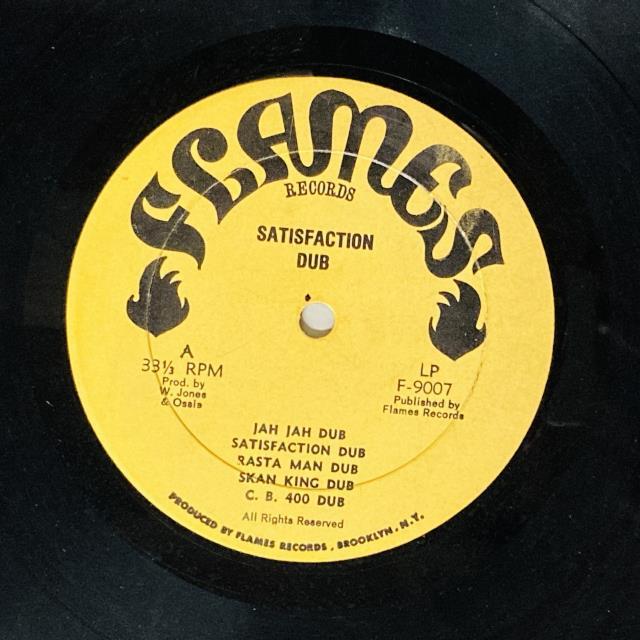 FLAMES
RECORDS
SATISFACTION
DUB
A
33⅓ RPM
Prod. by
W. Jones
& Osala
LP
F-9007
Published by
Flames Records
JAH JAH DUB
SATISFACTION DUB
RASTA MAN DUB
SKAN KING DUB
C. B. 400 DUB
All Rights Reserved
PRODUCED BY FLAMES RECORDS, BROOKLYN, N.Y.